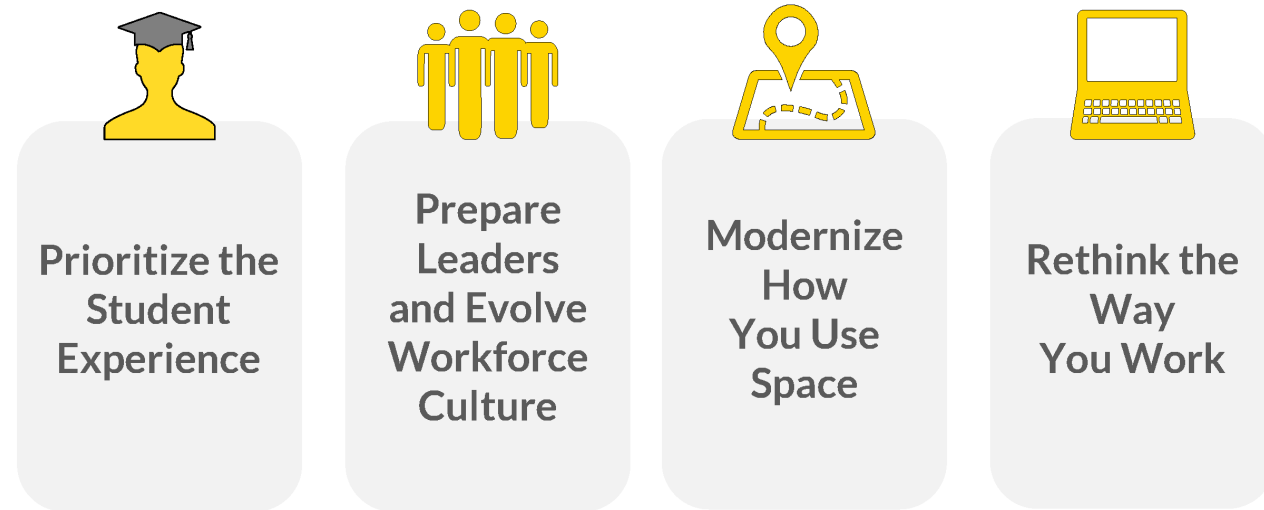 Prioritize the
Student
Experience
Prepare
Leaders
and Evolve
Workforce
Culture
Modernize
How
You Use
Space
Rethink the
Way
You Work